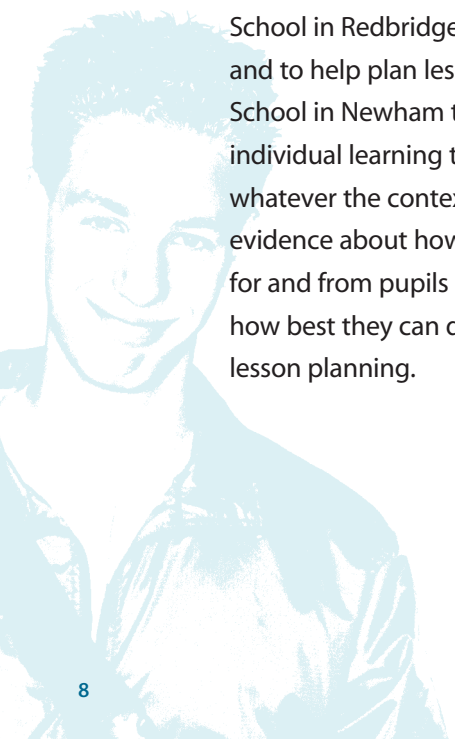 School in Redbridge
and to help plan les
School in Newham t
individual learning t
whatever the contex
evidence about how
for and from pupils
how best they can d
lesson planning.
8